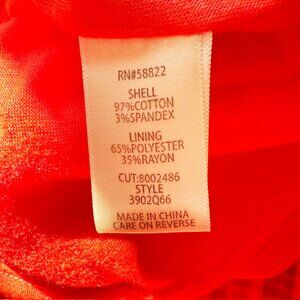 RN#58822
SHELL
97%COTTON
3%SPANDEX
LINING
65%POLYESTER
35%RAYON
CUT:8002486
STYLE
3902Q66
MADE IN CHINA
CARE ON REVERSE